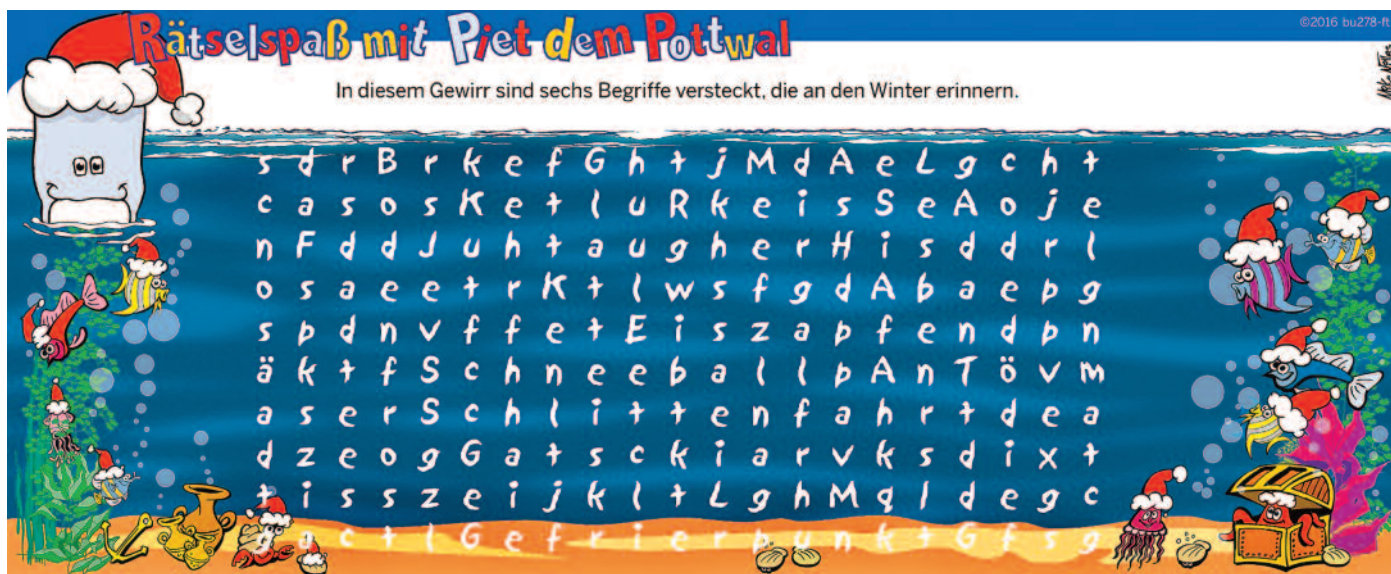 ©2016 bu278-ft
Rätselspaß mit Piet dem Pottwal
In diesem Gewirr sind sechs Begriffe versteckt, die an den Winter erinnern.
s d r B r k e f G h t j M d A e L g c h t
c a s o s K e t l u R k e i s S e A o j e
n F d d J u h t a u g h e r H i s d d r l
o s a e e t r K t l w s f g d A b a e p g
s p d n v f f e t E i s z a p f e n d p n
ä k t f S c h n e e b a l l p A n T ö v m
a s e r S c h l i t t e n f a h r t d e a
d z e o g G a t s c k i a r v k s d i x t
t i s s z e i j k l t L g h M q l d e g c
g a c t l G e f r i e r p u n k t G f s g